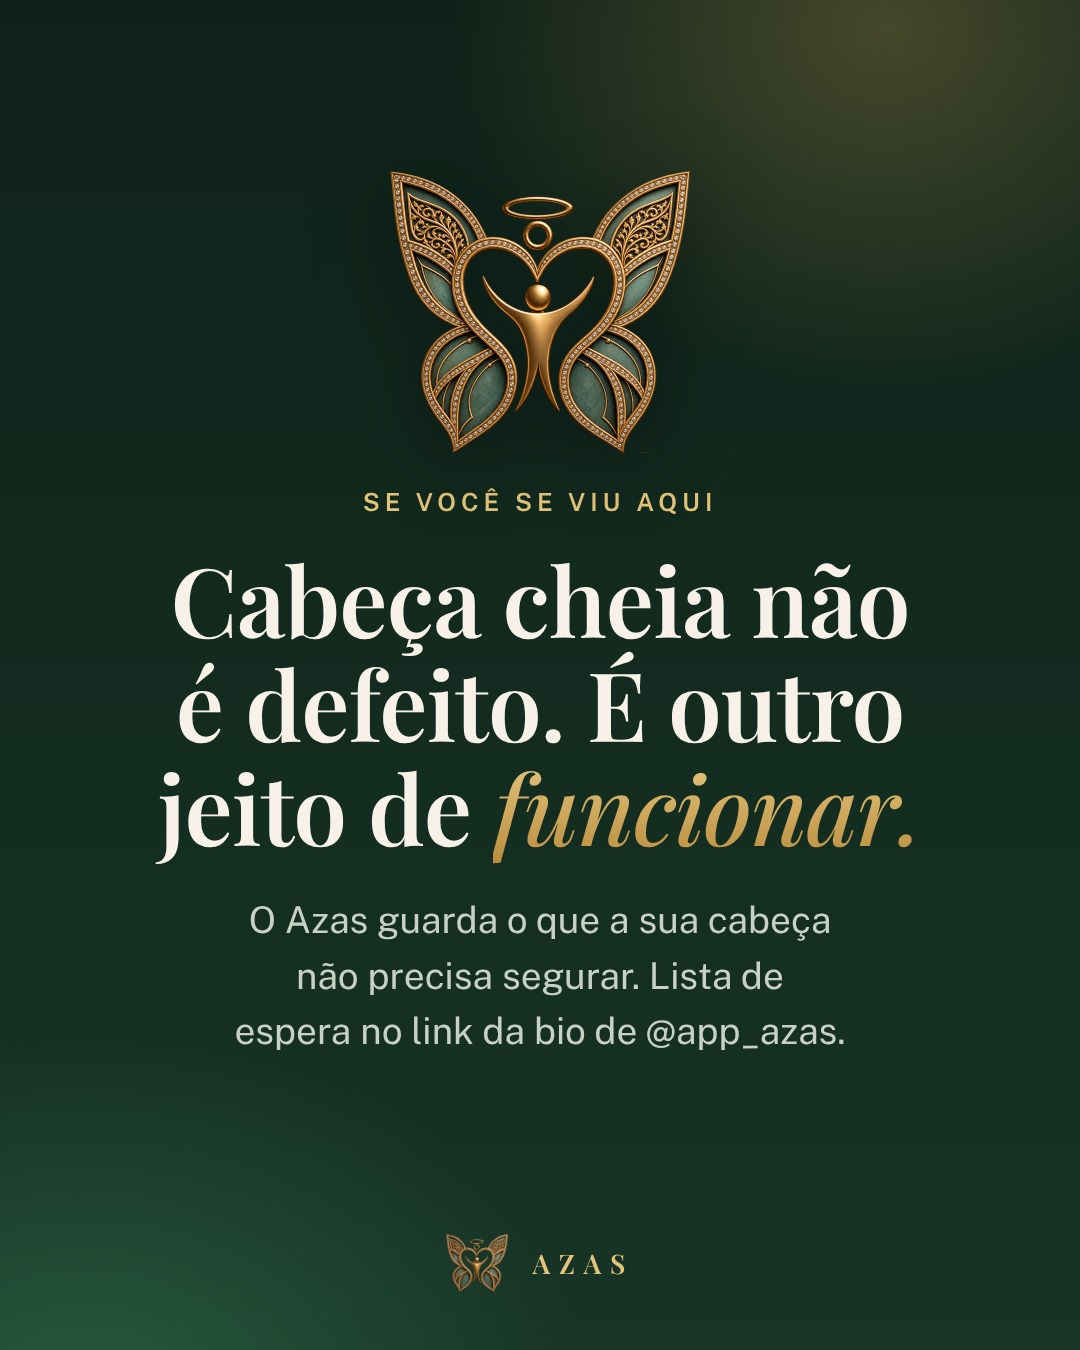 SE VOCÊ SE VIU AQUI
Cabeça cheia não
é defeito. É outro
jeito de funcionar.
O Azas guarda o que a sua cabeça
não precisa segurar. Lista de
espera no link da bio de @app_azas.
AZAS